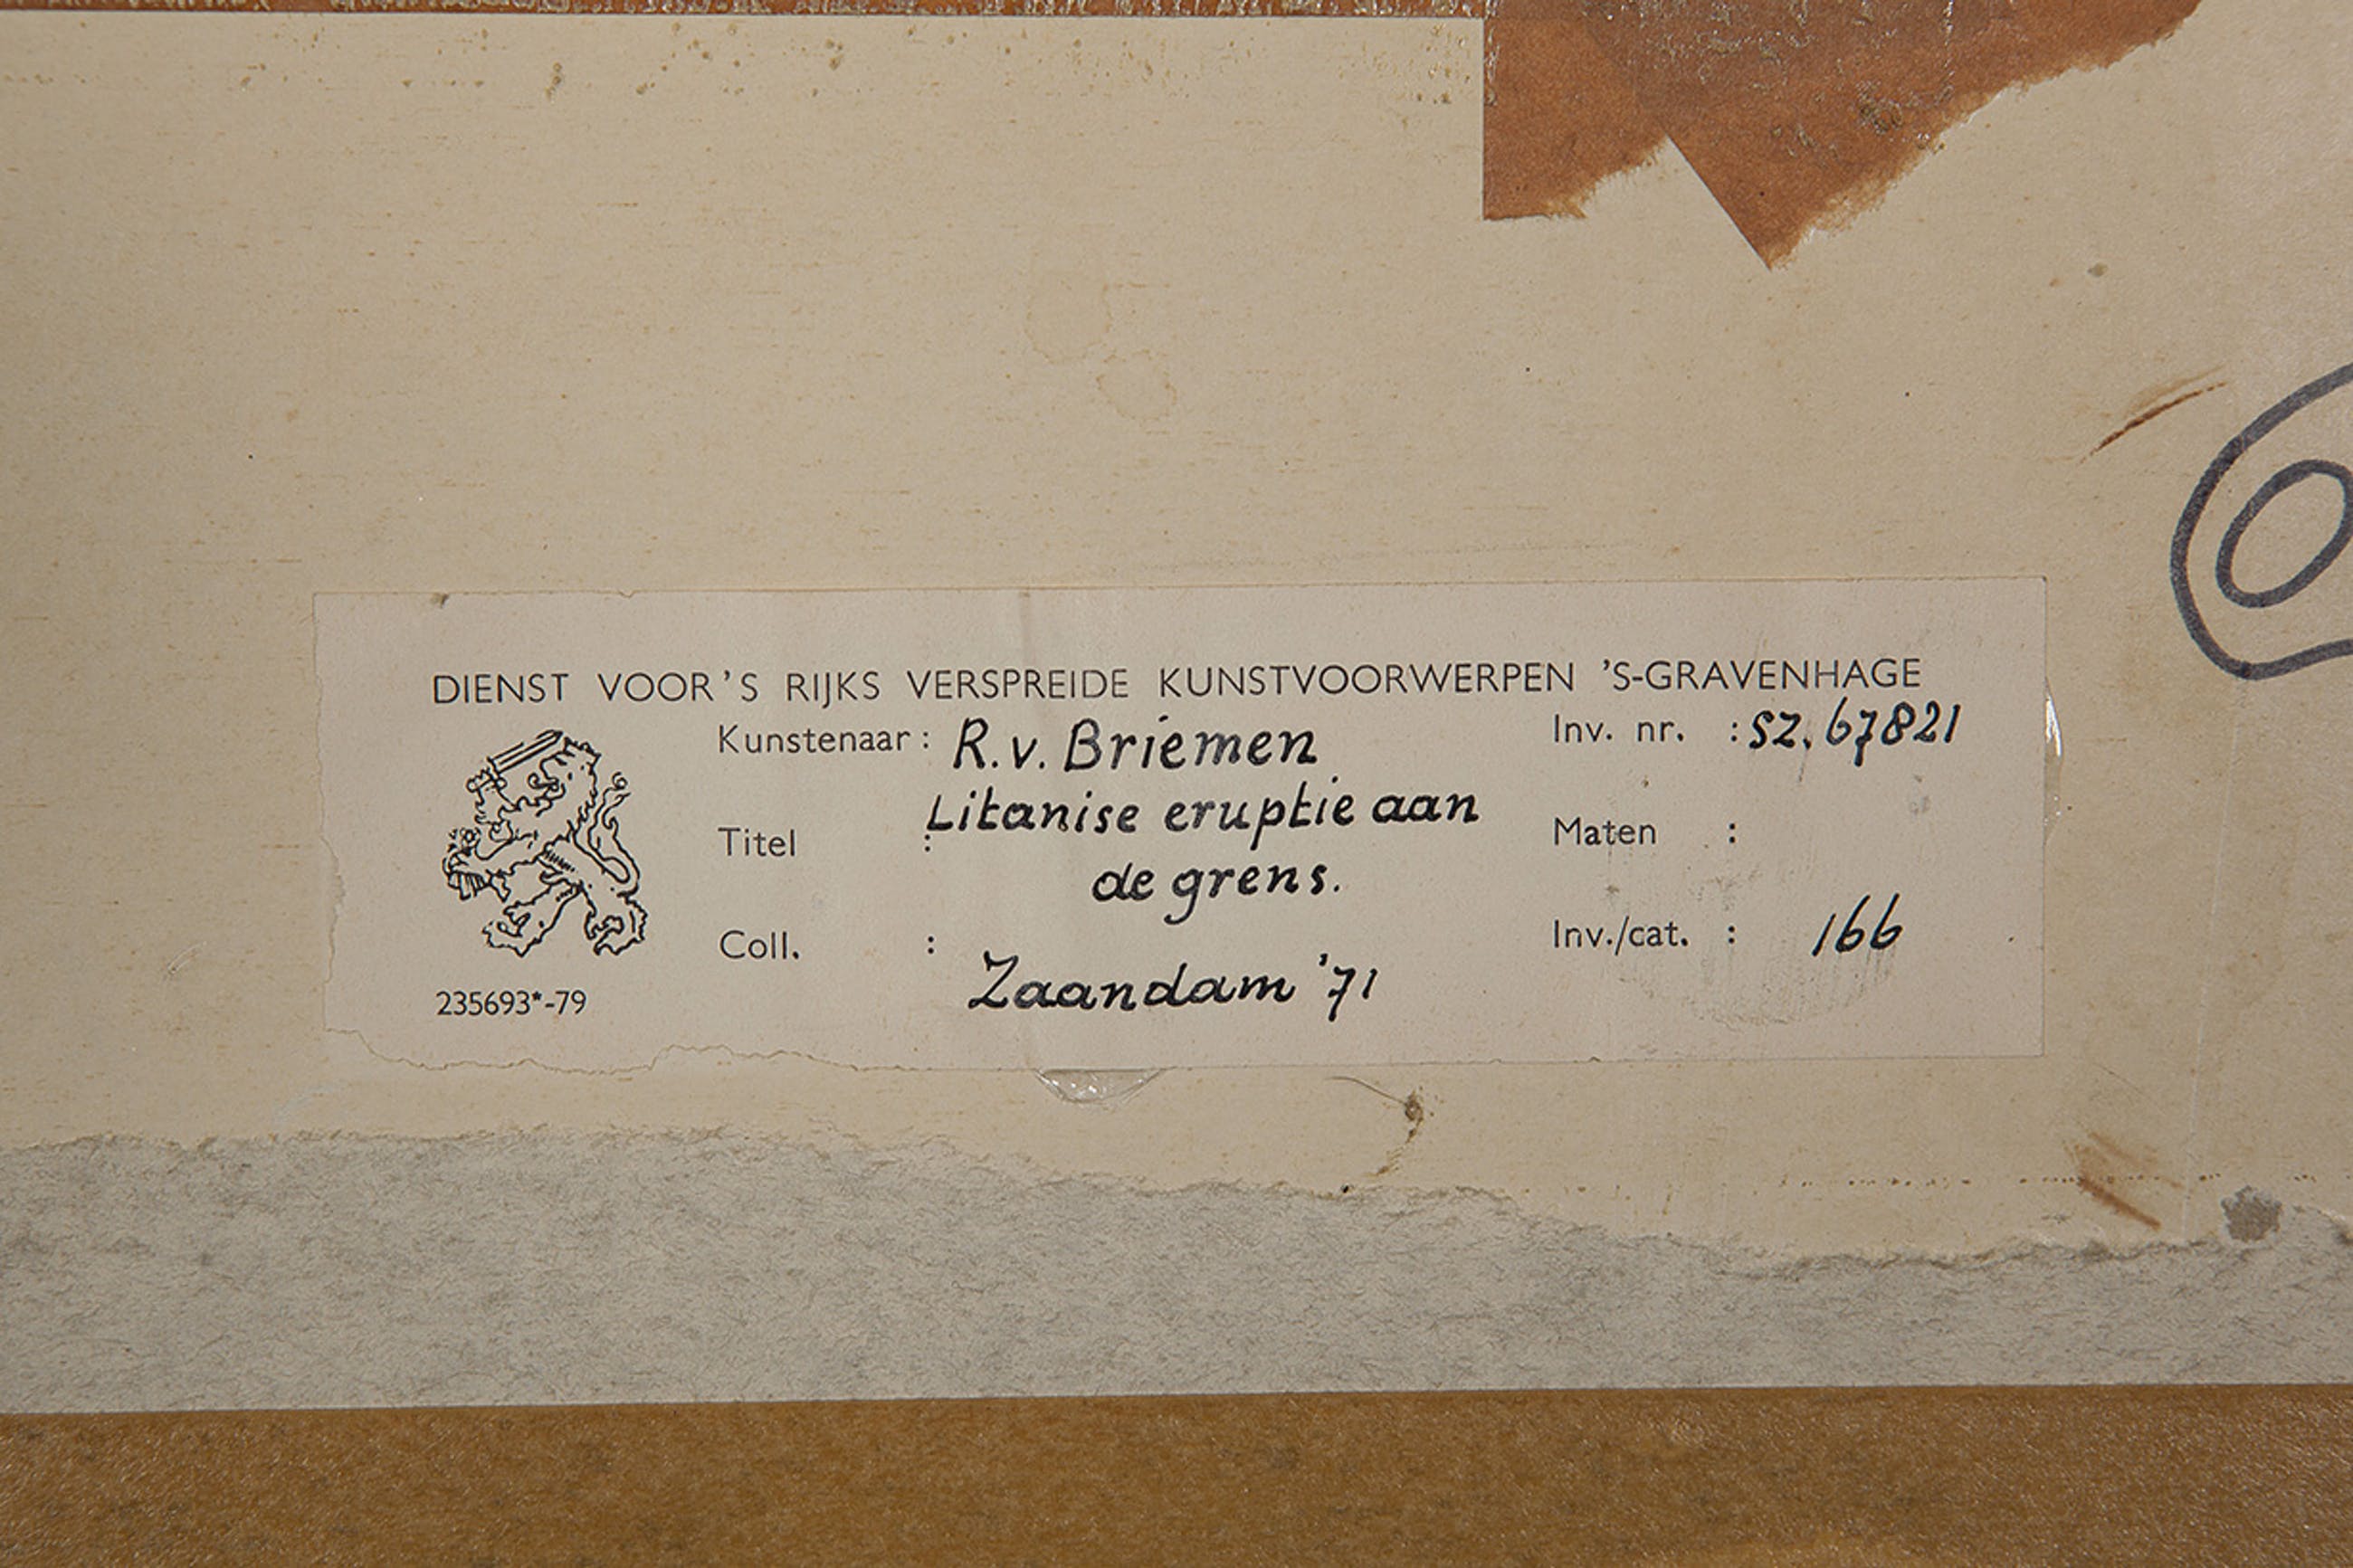 DIENST VOOR'S RIJKS VERSPREIDE KUNSTVOORWERPEN 'S-GRAVENHAGE
Kunstenaar : R.v. Briemen Inv. nr. : SZ. 67821
Titel : Litanise eruptie aan Maten :
de grens.
Coll. : Inv./cat. : 166
Zaandam '71
235693*-79